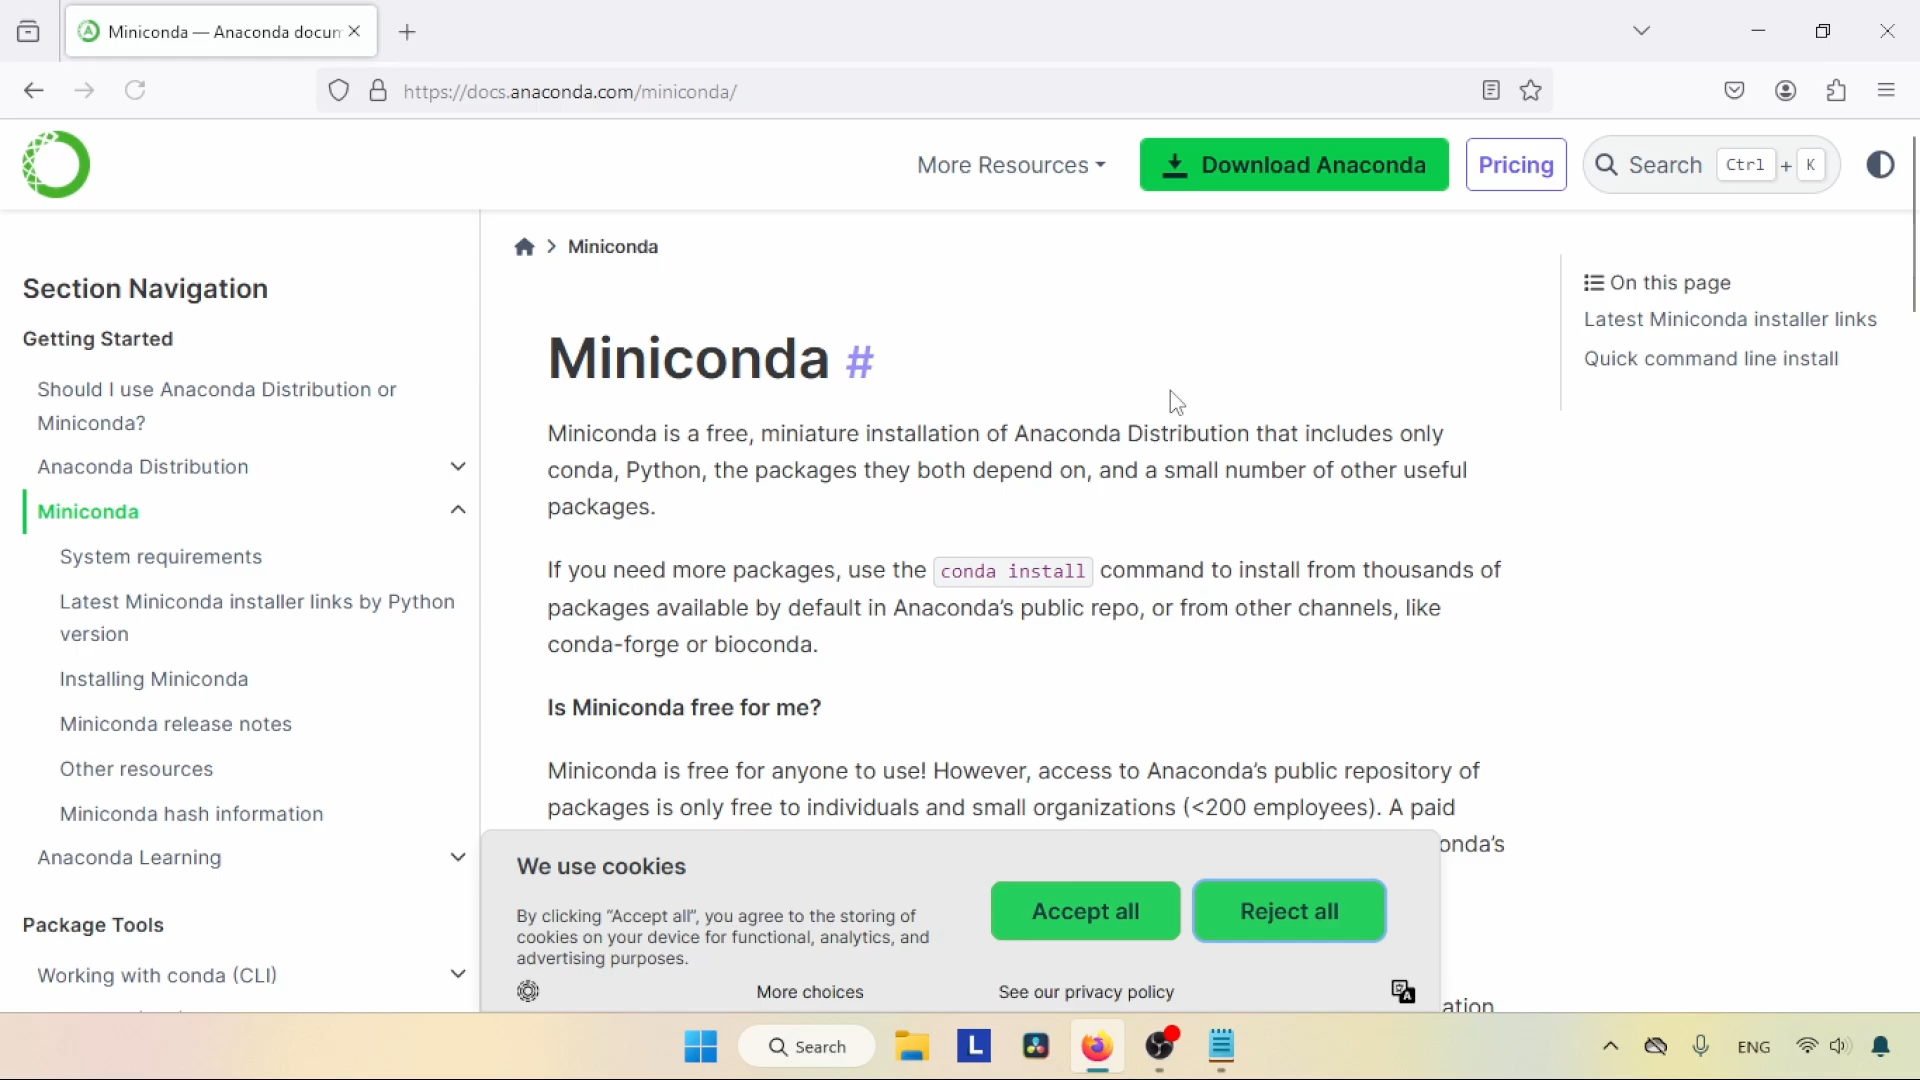 Miniconda — Anaconda docum
https://docs.anaconda.com/miniconda/
More Resources
Download Anaconda
Pricing
Search Ctrl + K
Miniconda
Section Navigation
Getting Started
Should I use Anaconda Distribution or
Miniconda?
Anaconda Distribution
Miniconda
System requirements
Latest Miniconda installer links by Python
version
Installing Miniconda
Miniconda release notes
Other resources
Miniconda hash information
Anaconda Learning
Package Tools
Working with conda (CLI)
Miniconda #
Miniconda is a free, miniature installation of Anaconda Distribution that includes only
conda, Python, the packages they both depend on, and a small number of other useful
packages.
If you need more packages, use the conda install command to install from thousands of
packages available by default in Anaconda’s public repo, or from other channels, like
conda-forge or bioconda.
Is Miniconda free for me?
Miniconda is free for anyone to use! However, access to Anaconda’s public repository of
packages is only free to individuals and small organizations (<200 employees). A paid
onda’s
ation
On this page
Latest Miniconda installer links
Quick command line install
We use cookies
By clicking “Accept all”, you agree to the storing of
cookies on your device for functional, analytics, and
advertising purposes.
Accept all
Reject all
More choices
See our privacy policy
Search
L
ENG